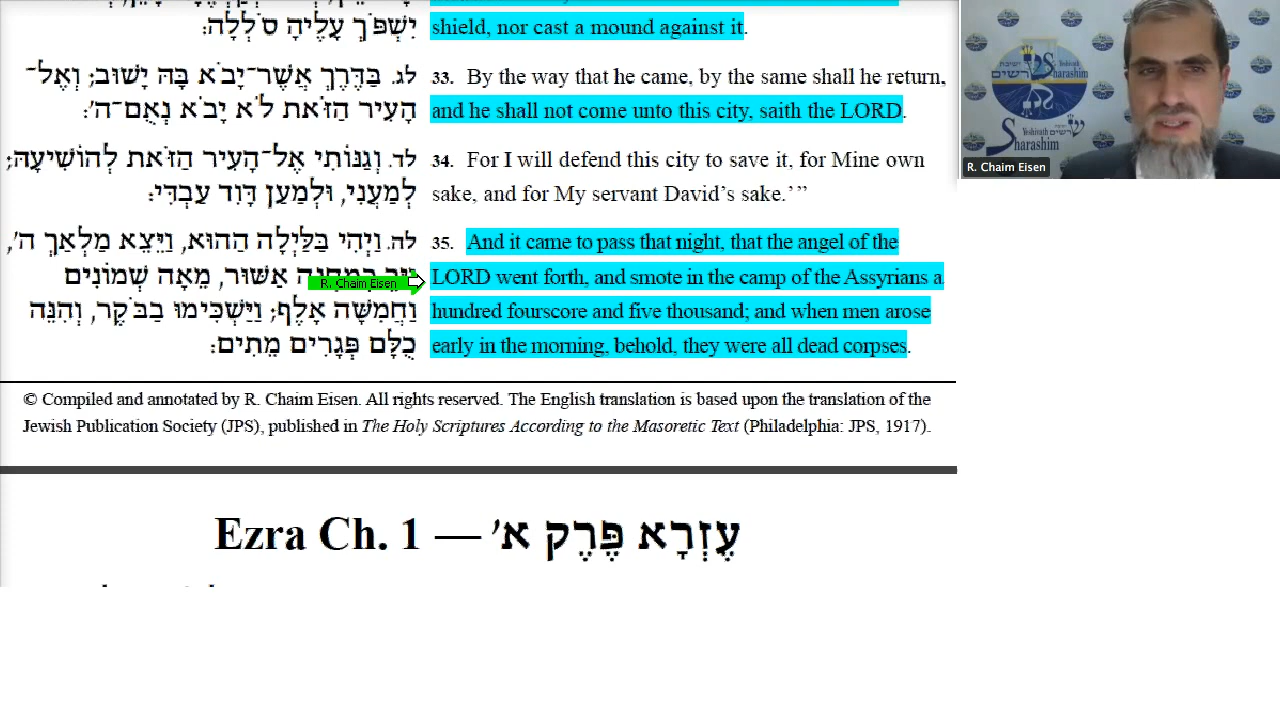 יִשְׁפֹּךְ עָלֶיהָ סֹלְלָה:
shield, nor cast a mound against it.
לג. בַּדֶּרֶךְ אֲשֶׁר־יָבֹא בָּהּ יָשׁוּב; וְאֶל־
הָעִיר הַזֹּאת לֹא יָבֹא נְאֻם־ה':
33. By the way that he came, by the same shall he return,
and he shall not come unto this city, saith the LORD.
לד. וְגַנּוֹתִי אֶל־הָעִיר הַזֹּאת לְהוֹשִׁיעָהּ;
לְמַעֲנִי, וּלְמַעַן דָּוִד עַבְדִּי:
34. For I will defend this city to save it, for Mine own
sake, and for My servant David’s sake.’”
לה. וַיְהִי בַּלַּיְלָה הַהוּא, וַיֵּצֵא מַלְאַךְ ה',
אַשּׁוּר, מֵאָה שְׁמוֹנִים
וַחֲמִשָּׁה אָלֶף; וַיַּשְׁכִּימוּ בַבֹּקֶר, וְהִנֵּה
כֻלָּם פְּגָרִים מֵתִים:
35. And it came to pass that night, that the angel of the
LORD went forth, and smote in the camp of the Assyrians a
hundred fourscore and five thousand; and when men arose
early in the morning, behold, they were all dead corpses.
R. Chaim Eisen
© Compiled and annotated by R. Chaim Eisen. All rights reserved. The English translation is based upon the translation of the
Jewish Publication Society (JPS), published in The Holy Scriptures According to the Masoretic Text (Philadelphia: JPS, 1917).
Ezra Ch. 1 — עֶזְרָא פֶּרֶק א'
ישיבת
שרשים
Sharashim
Yeshivath
Sharashim
R. Chaim Eisen